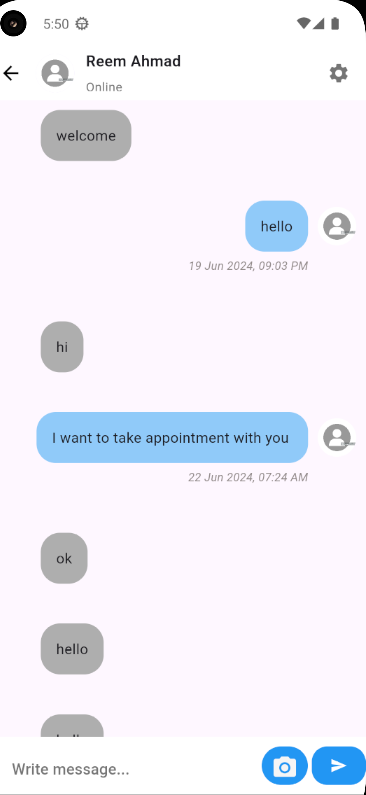 5:50
Reem Ahmad
Online
welcome
hello
19 Jun 2024, 09:03 PM
hi
I want to take appointment with you
22 Jun 2024, 07:24 AM
ok
hello
Write message...